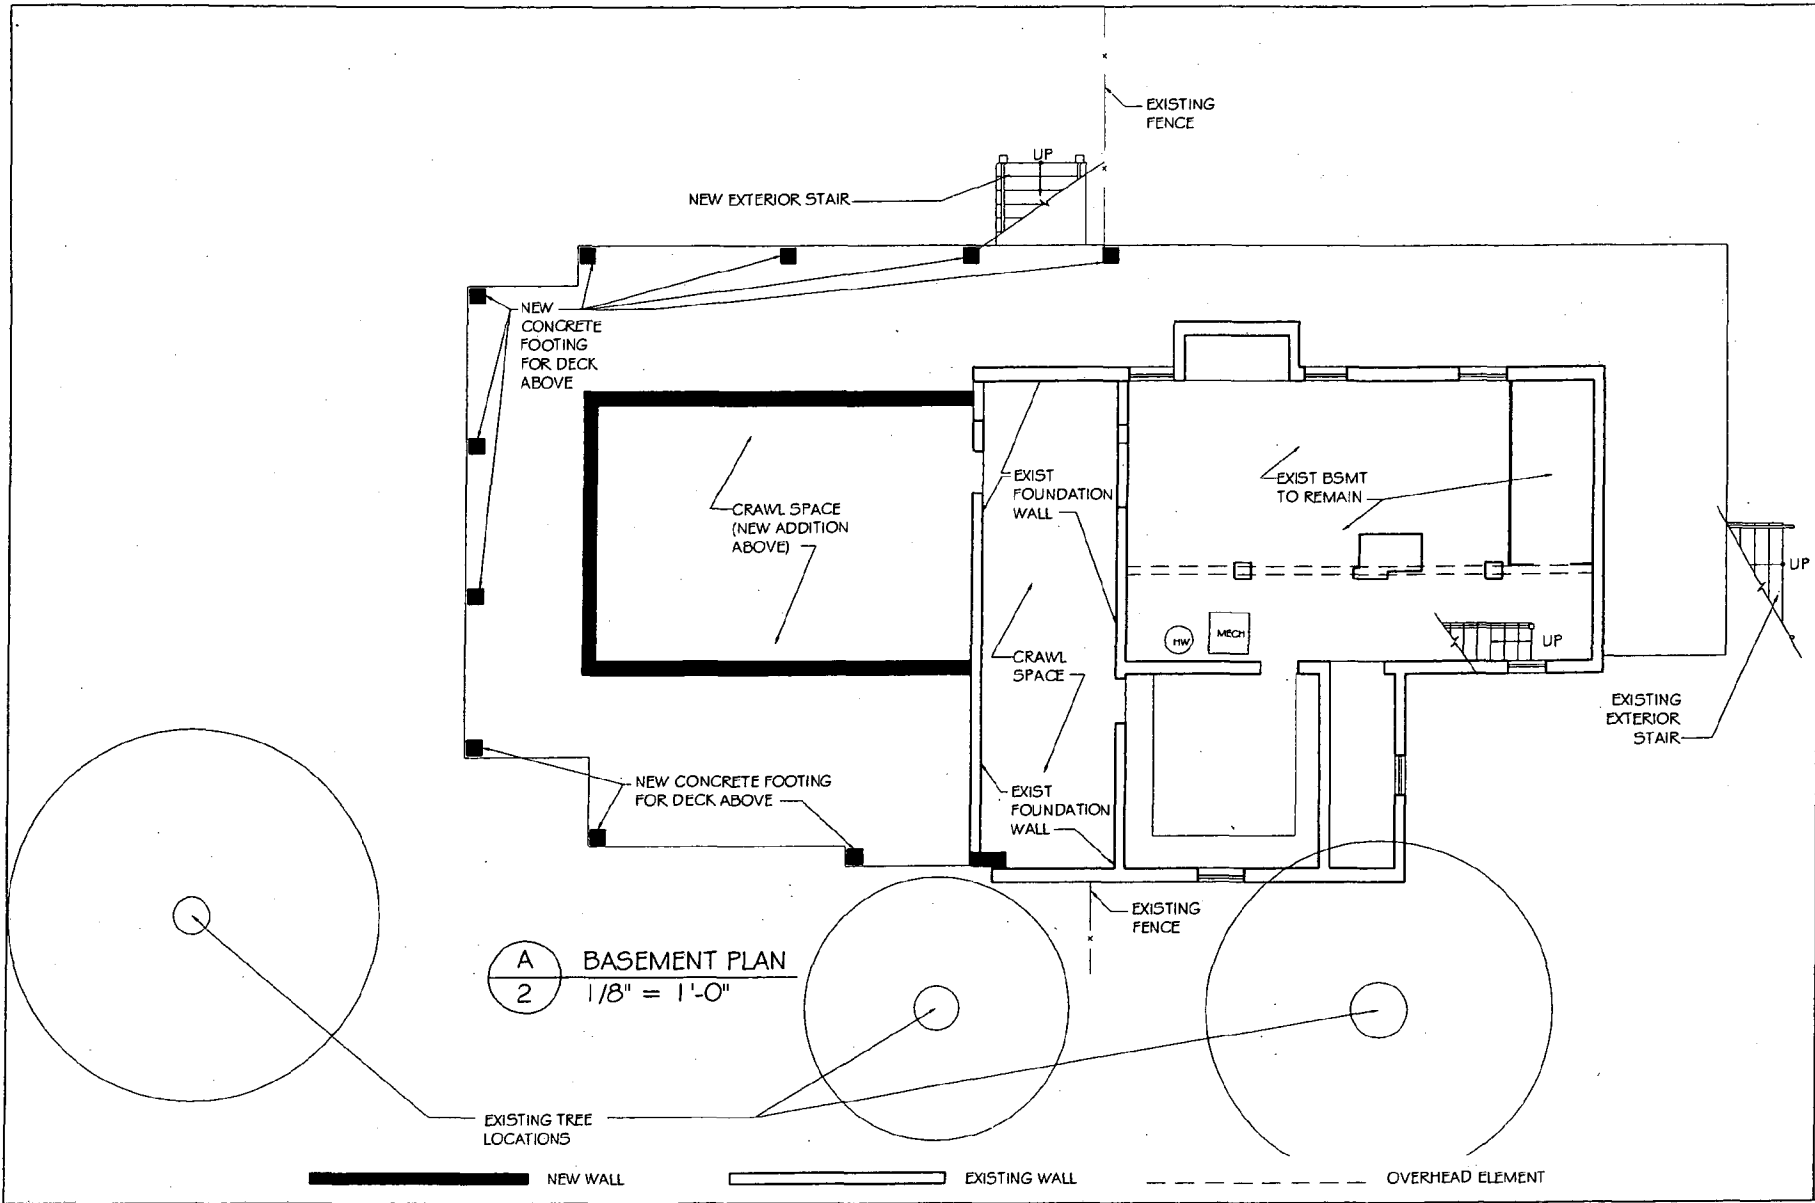 EXISTING
FENCE
UP
NEW EXTERIOR STAIR
NEW
CONCRETE
FOOTING
FOR DECK
ABOVE
EXIST
FOUNDATION
WALL
EXIST BSMT
TO REMAIN
CRAWL SPACE
(NEW ADDITION
ABOVE)
UP
HW
MECH
UP
CRAWL
SPACE
EXISTING
EXTERIOR
STAIR
NEW CONCRETE FOOTING
FOR DECK ABOVE
EXIST
FOUNDATION
WALL
EXISTING
FENCE
A
2
BASEMENT PLAN
1/8" = 1'-0"
EXISTING TREE
LOCATIONS
NEW WALL
EXISTING WALL
OVERHEAD ELEMENT